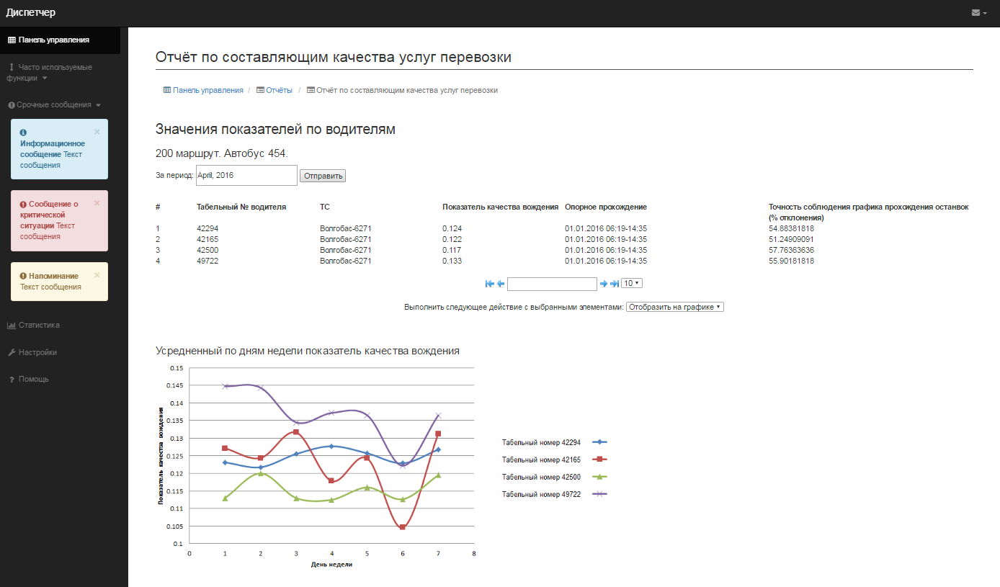 Диспетчер
Панель управления
Часто используемые
функции
Срочные сообщения
Информационное
сообщение Текст
сообщения
Сообщение о
критической
ситуации Текст
сообщения
Напоминание
Текст сообщения
Статистика
Настройки
? Помощь
Отчёт по составляющим качества услуг перевозки
Панель управления / Отчёты / Отчёт по составляющим качества услуг перевозки
Значения показателей по водителям
200 маршрут. Автобус 454.
За период: April, 2016 Отправить
# Табельный № водителя ТС Показатель качества вождения Опорное прохождение Точность соблюдения графика прохождения остановк
(% отклонения)
1 42294 Волгобас-6271 0.124 01.01.2016 06:19-14:35 54.88381818
2 42165 Волгобас-6271 0.122 01.01.2016 06:19-14:35 51.24909091
3 42500 Волгобас-6271 0.117 01.01.2016 06:19-14:35 57.76363636
4 49722 Волгобас-6271 0.133 01.01.2016 06:19-14:35 55.90181818
10
Выполнить следующее действие с выбранными элементами: Отобразить на графике
Усредненный по дням недели показатель качества вождения
Показатель качества вождения
0.15
0.145
0.14
0.135
0.13
0.125
0.12
0.115
0.11
0.105
0.1
0 1 2 3 4 5 6 7 8
День недели
Табельный номер 42294
Табельный номер 42165
Табельный номер 42500
Табельный номер 49722